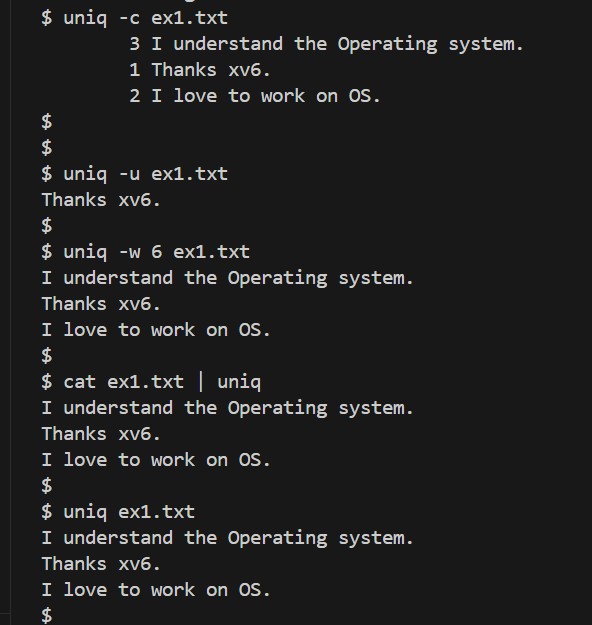 $ uniq -c ex1.txt
3 I understand the Operating system.
1 Thanks xv6.
2 I love to work on OS.
$
$
$ uniq -u ex1.txt
Thanks xv6.
$
$ uniq -w 6 ex1.txt
I understand the Operating system.
Thanks xv6.
I love to work on OS.
$
$ cat ex1.txt | uniq
I understand the Operating system.
Thanks xv6.
I love to work on OS.
$
$ uniq ex1.txt
I understand the Operating system.
Thanks xv6.
I love to work on OS.
$